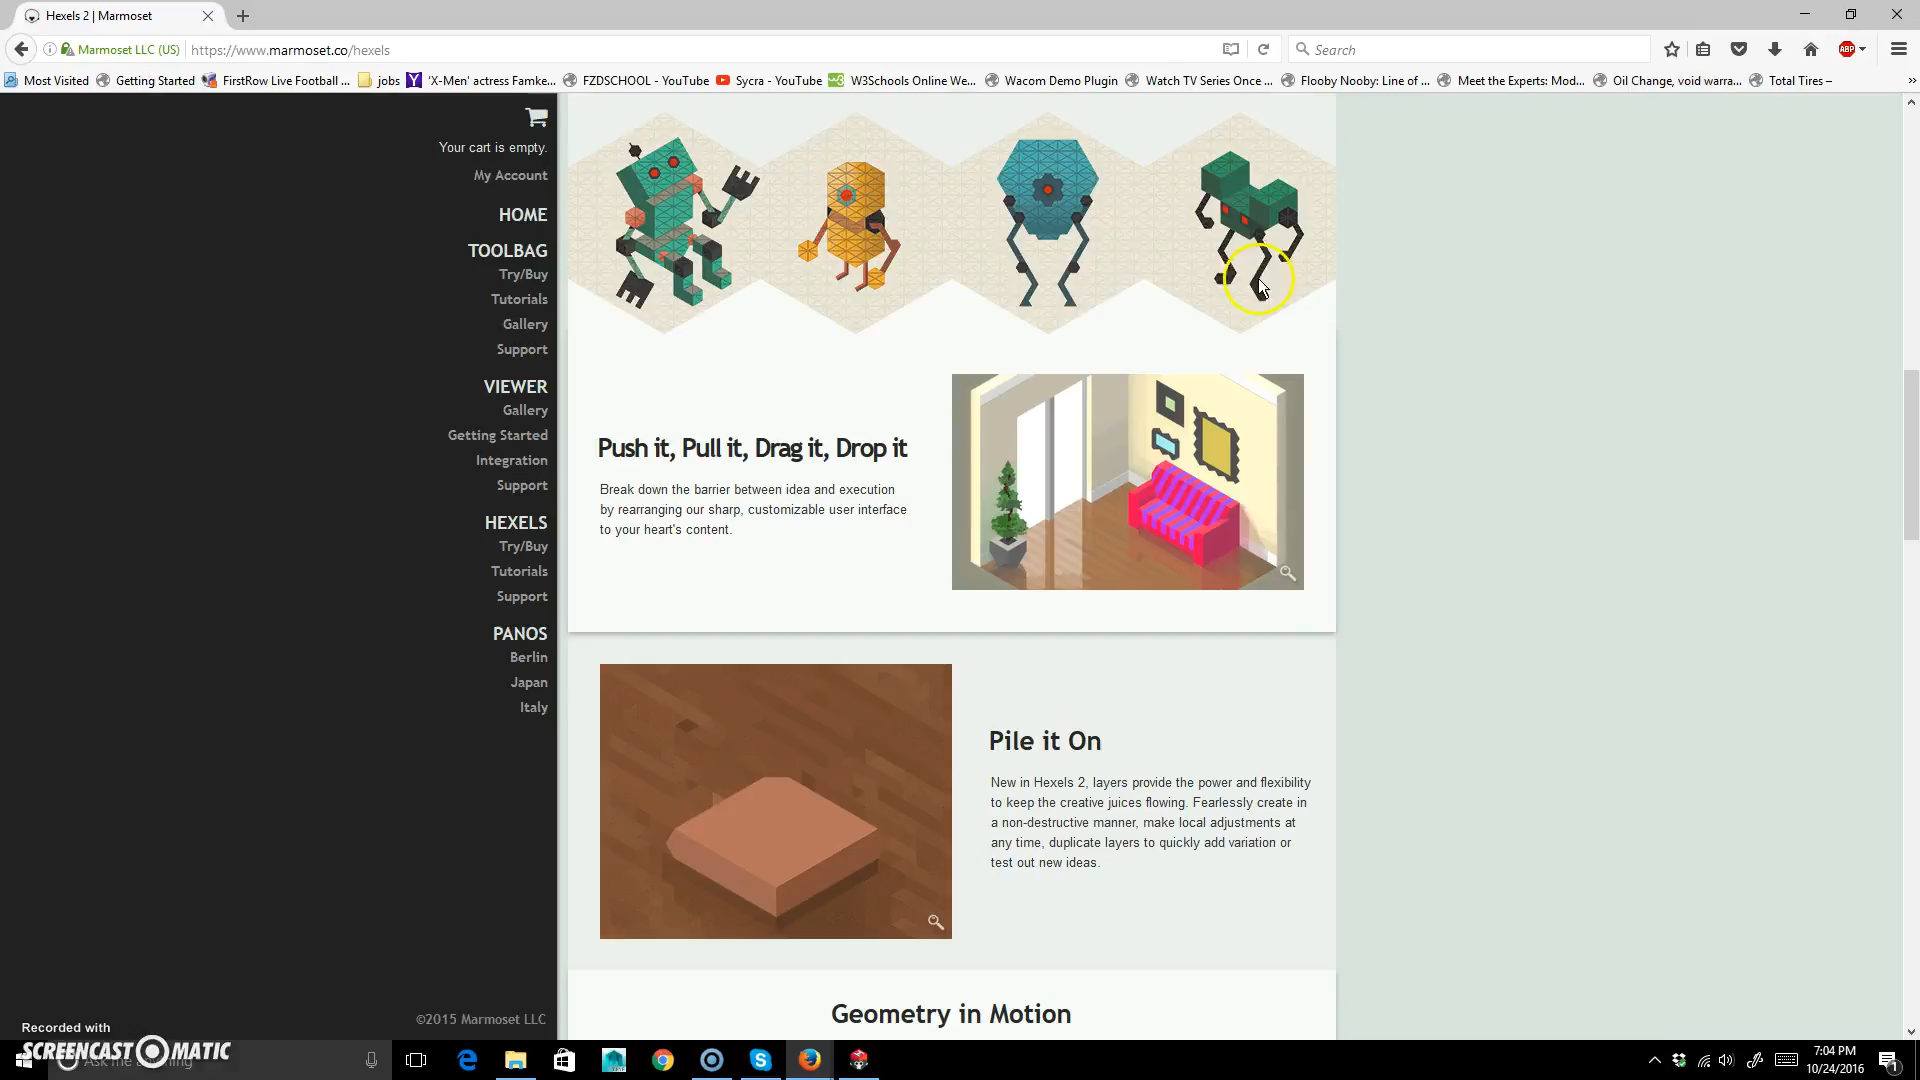 Hexels 2 | Marmoset
Marmoset LLC (US)
https://www.marmoset.co/hexels
Search
ABP
Most Visited
Getting Started
FirstRow Live Football ...
jobs
'X-Men' actress Famke...
FZDSCHOOL - YouTube
Sycra - YouTube
W3Schools Online We...
Wacom Demo Plugin
Watch TV Series Once ...
Flooby Nooby: Line of ...
Meet the Experts: Mod...
Oil Change, void warra...
Total Tires –
Your cart is empty.
My Account
HOME
TOOLBAG
Try/Buy
Tutorials
Gallery
Support
VIEWER
Gallery
Getting Started
Integration
Support
HEXELS
Try/Buy
Tutorials
Support
PANOS
Berlin
Japan
Italy
©2015 Marmoset LLC
Push it, Pull it, Drag it, Drop it
Break down the barrier between idea and execution
by rearranging our sharp, customizable user interface
to your heart's content.
Pile it On
New in Hexels 2, layers provide the power and flexibility
to keep the creative juices flowing. Fearlessly create in
a non-destructive manner, make local adjustments at
any time, duplicate layers to quickly add variation or
test out new ideas.
Geometry in Motion
Recorded with
SCREENCAST MATIC
7:04 PM
10/24/2016
1